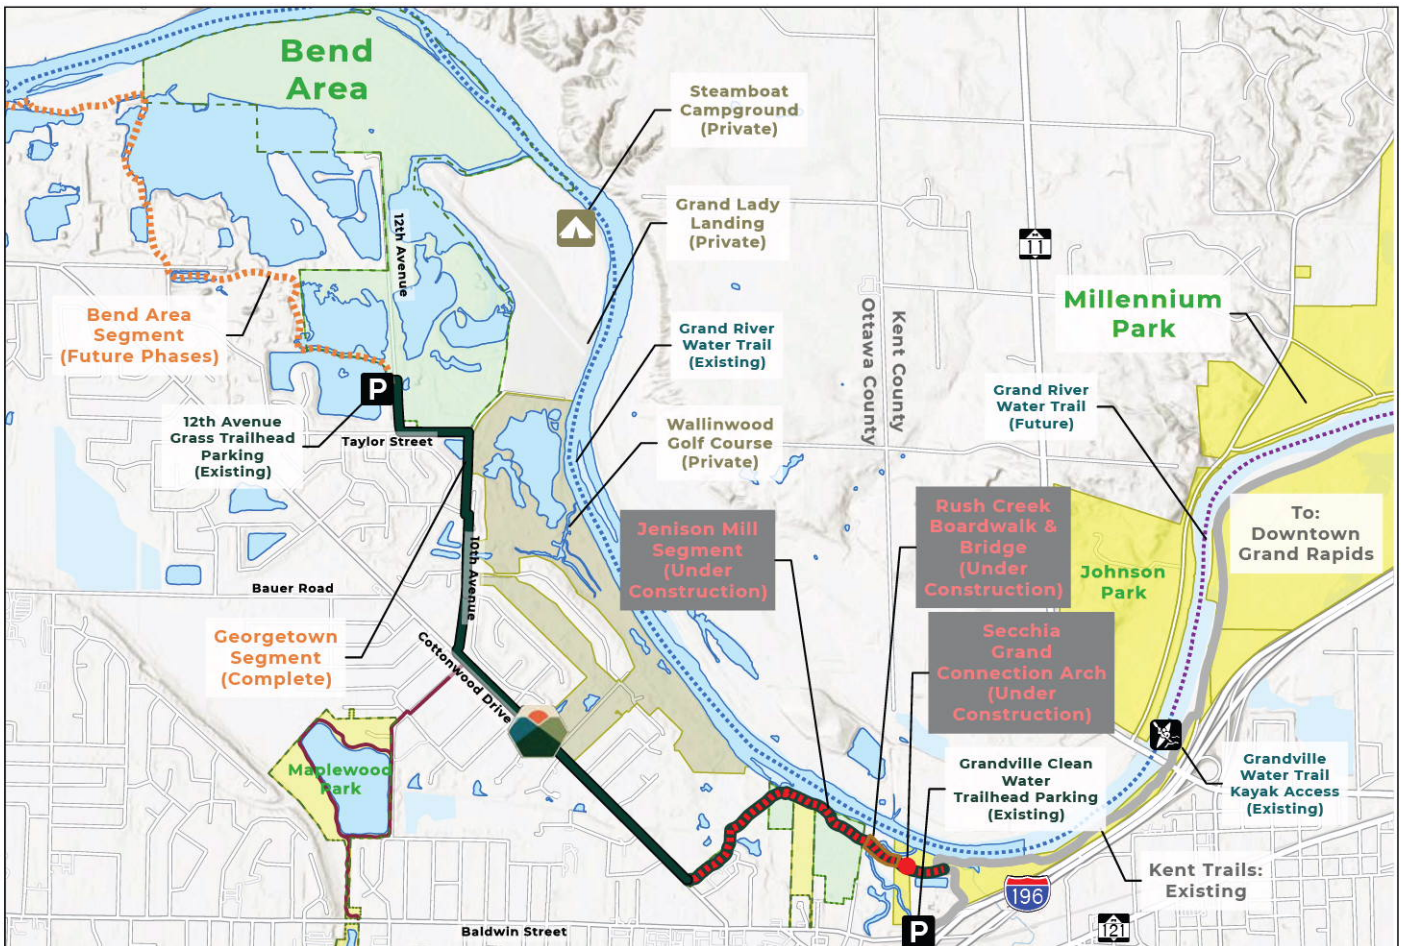 Bend
Area
Steamboat
Campground
(Private)
Grand Lady
Landing
(Private)
12th Avenue
M
11
Kent County
Ottawa County
Millennium
Park
Bend Area
Segment
(Future Phases)
Grand River
Water Trail
(Existing)
Grand River
Water Trail
(Future)
P
12th Avenue
Grass Trailhead
Parking
(Existing)
Taylor Street
Wallinwood
Golf Course
(Private)
Jenison Mill
Segment
(Under
Construction)
Rush Creek
Boardwalk &
Bridge
(Under
Construction)
To:
Downtown
Grand Rapids
Johnson
Park
10th Avenue
Bauer Road
Georgetown
Segment
(Complete)
Cottonwood Drive
Secchia
Grand
Connection Arch
(Under
Construction)
Maplewood
Park
Grandville Clean
Water
Trailhead Parking
(Existing)
Grandville
Water Trail
Kayak Access
(Existing)
Kent Trails:
Existing
196
P
M
121
Baldwin Street